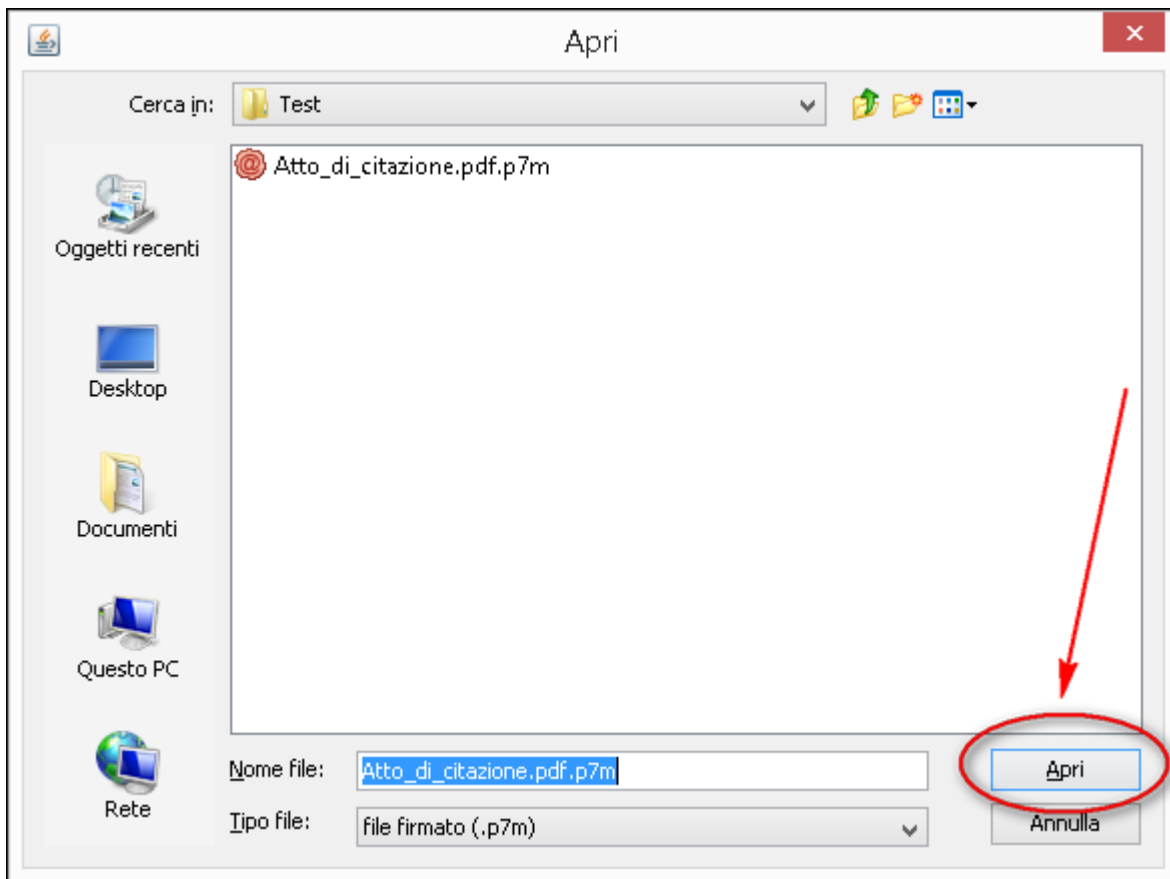 Apri
Cerca in:
Test
Atto_di_citazione.pdf.p7m
Oggetti recenti
Desktop
Documenti
Questo PC
Rete
Nome file:
Atto_di_citazione.pdf.p7m
Apri
Tipo file:
file firmato (.p7m)
Annulla